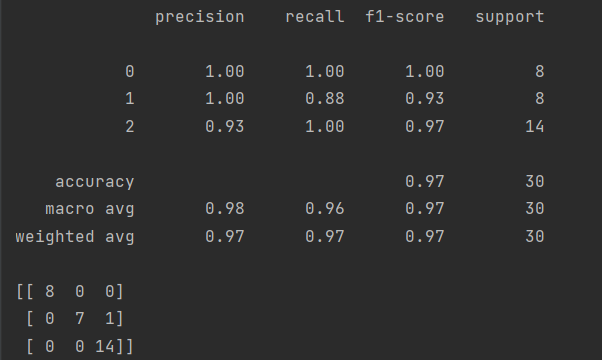 precision recall f1-score support
0 1.00 1.00 1.00 8
1 1.00 0.88 0.93 8
2 0.93 1.00 0.97 14
accuracy 0.97 30
macro avg 0.98 0.96 0.97 30
weighted avg 0.97 0.97 0.97 30
[[ 8 0 0]
[ 0 7 1]
[ 0 0 14]]